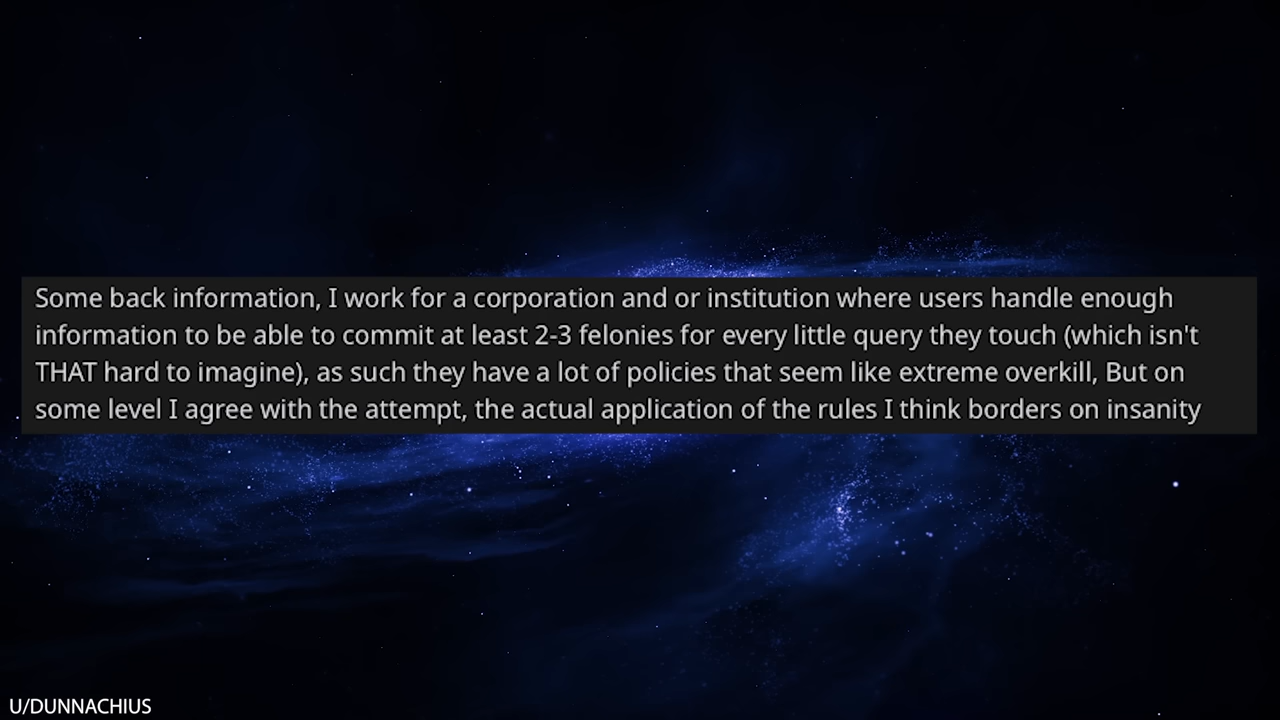 Some back information, I work for a corporation and or institution where users handle enough
information to be able to commit at least 2-3 felonies for every little query they touch (which isn't
THAT hard to imagine), as such they have a lot of policies that seem like extreme overkill, But on
some level I agree with the attempt, the actual application of the rules I think borders on insanity
U/DUNNACHIUS